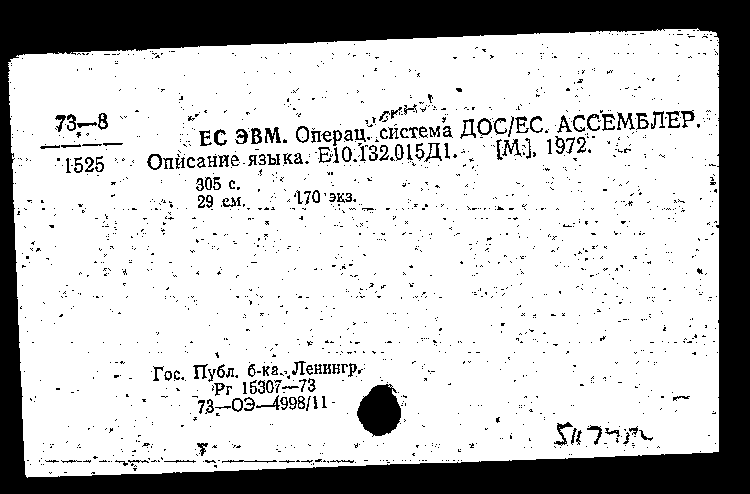 73—8
1525
ЕС ЭВМ. Операц. система ДОС/ЕС. АССЕМБЛЕР.
Описание языка. Е10.132.015Д1. [М.], 1972.
305 с.
29 см. 170 экз.
Гос. Публ. б-ка. Ленингр.
Рг 15307—73
73—ОЭ—4998/11